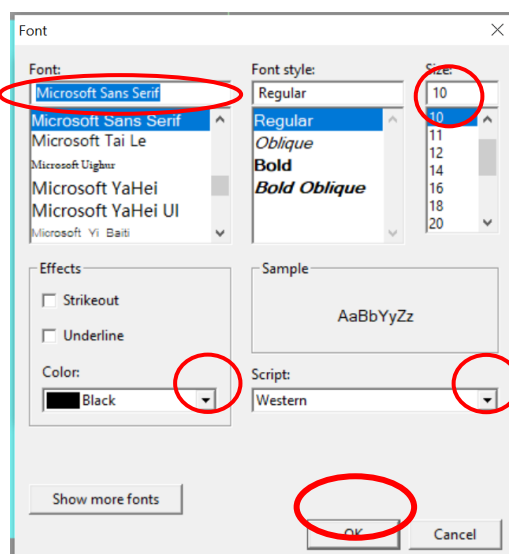 Font
Font:
Microsoft Sans Serif
Microsoft Sans Serif
Microsoft Tai Le
Microsoft Uighur
Microsoft YaHei
Microsoft YaHei UI
Microsoft Yi Baiti
Font style:
Regular
Regular
Oblique
Bold
Bold Oblique
Size:
10
10
11
12
14
16
18
20
Effects
Strikeout
Underline
Color:
Black
Sample
AaBbYyZz
Script:
Western
Show more fonts
OK
Cancel